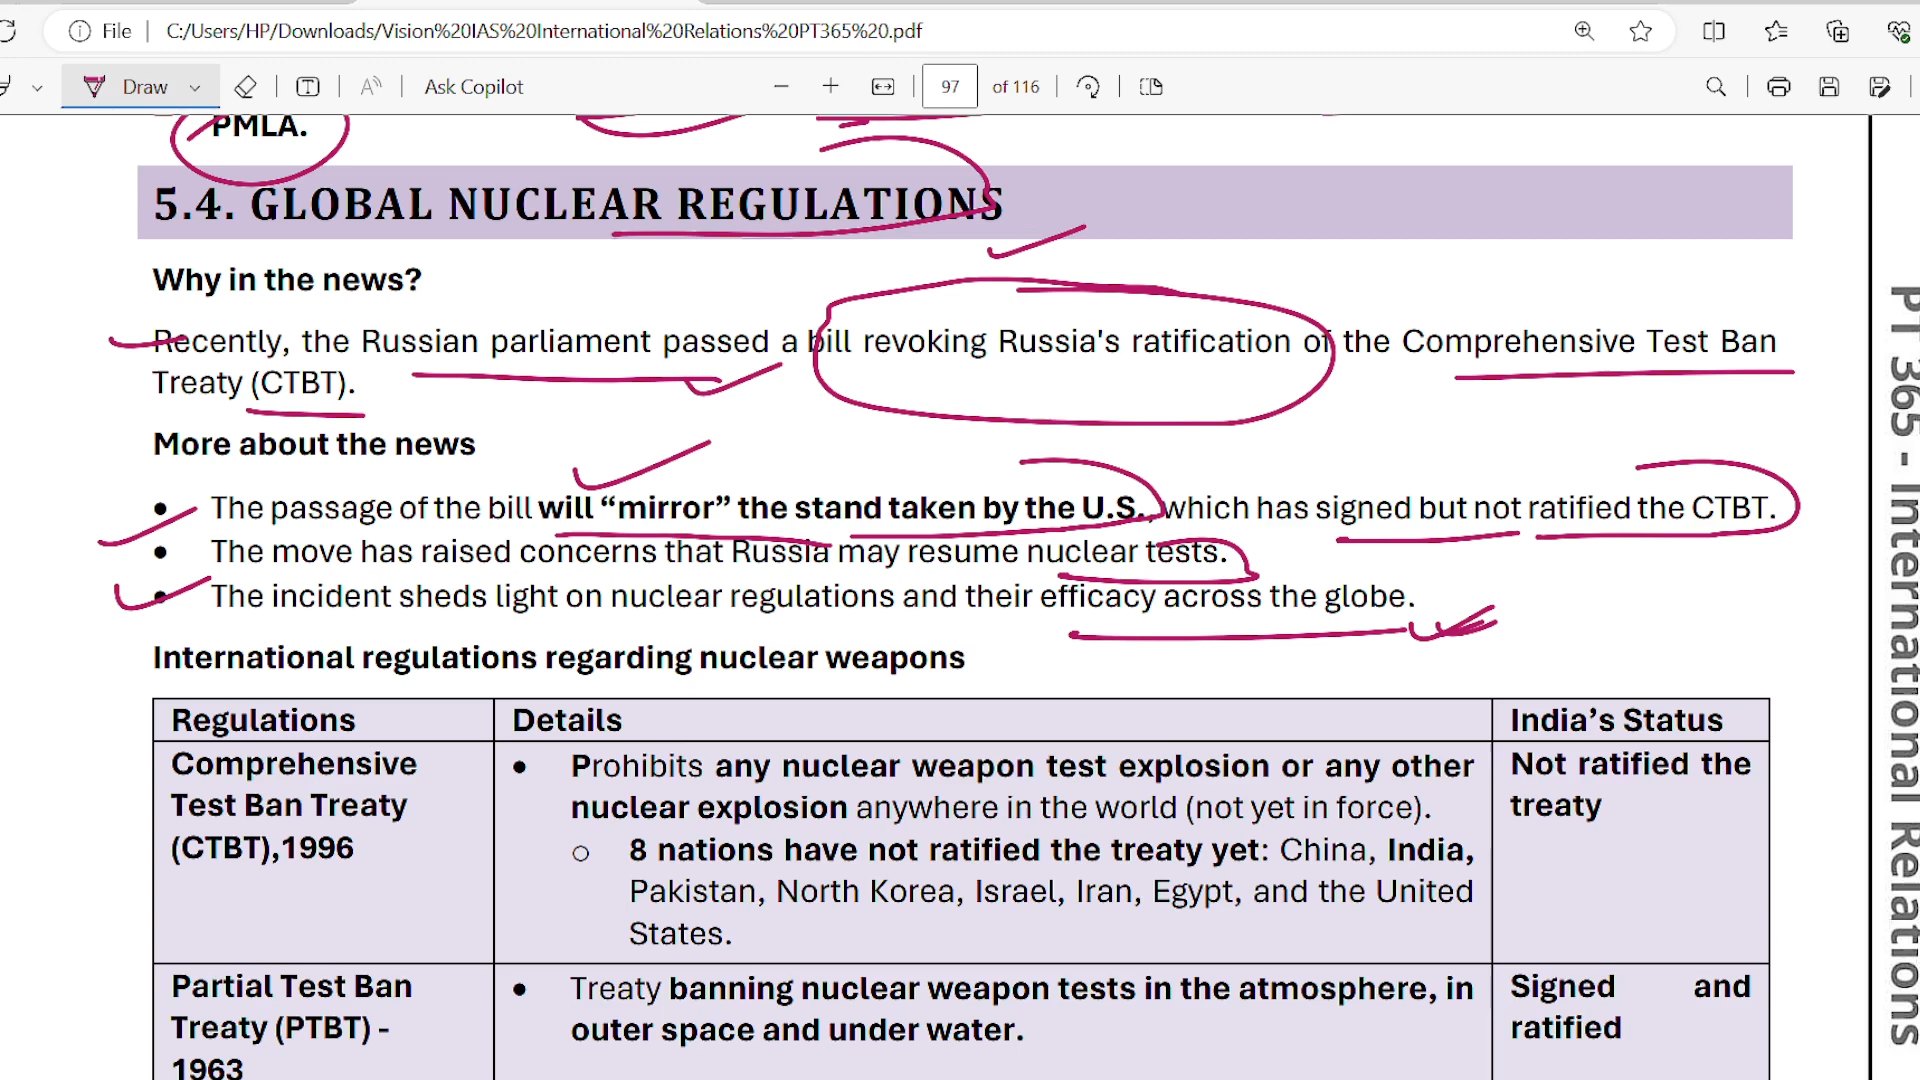 File
C:/Users/HP/Downloads/Vision%20IAS%20International%20Relations%20PT365%20.pdf
Draw
Ask Copilot
97 of 116
PMLA.
5.4. GLOBAL NUCLEAR REGULATIONS
Why in the news?
Recently, the Russian parliament passed a bill revoking Russia's ratification of the Comprehensive Test Ban
Treaty (CTBT).
More about the news
• The passage of the bill will “mirror” the stand taken by the U.S., which has signed but not ratified the CTBT.
• The move has raised concerns that Russia may resume nuclear tests.
• The incident sheds light on nuclear regulations and their efficacy across the globe.
International regulations regarding nuclear weapons
Regulations
Details
India’s Status
Comprehensive
Test Ban Treaty
(CTBT),1996
• Prohibits any nuclear weapon test explosion or any other
nuclear explosion anywhere in the world (not yet in force).
o 8 nations have not ratified the treaty yet: China, India,
Pakistan, North Korea, Israel, Iran, Egypt, and the United
States.
Not ratified the
treaty
Partial Test Ban
Treaty (PTBT) -
1963
• Treaty banning nuclear weapon tests in the atmosphere, in
outer space and under water.
Signed and
ratified
PT 365 - International Relations